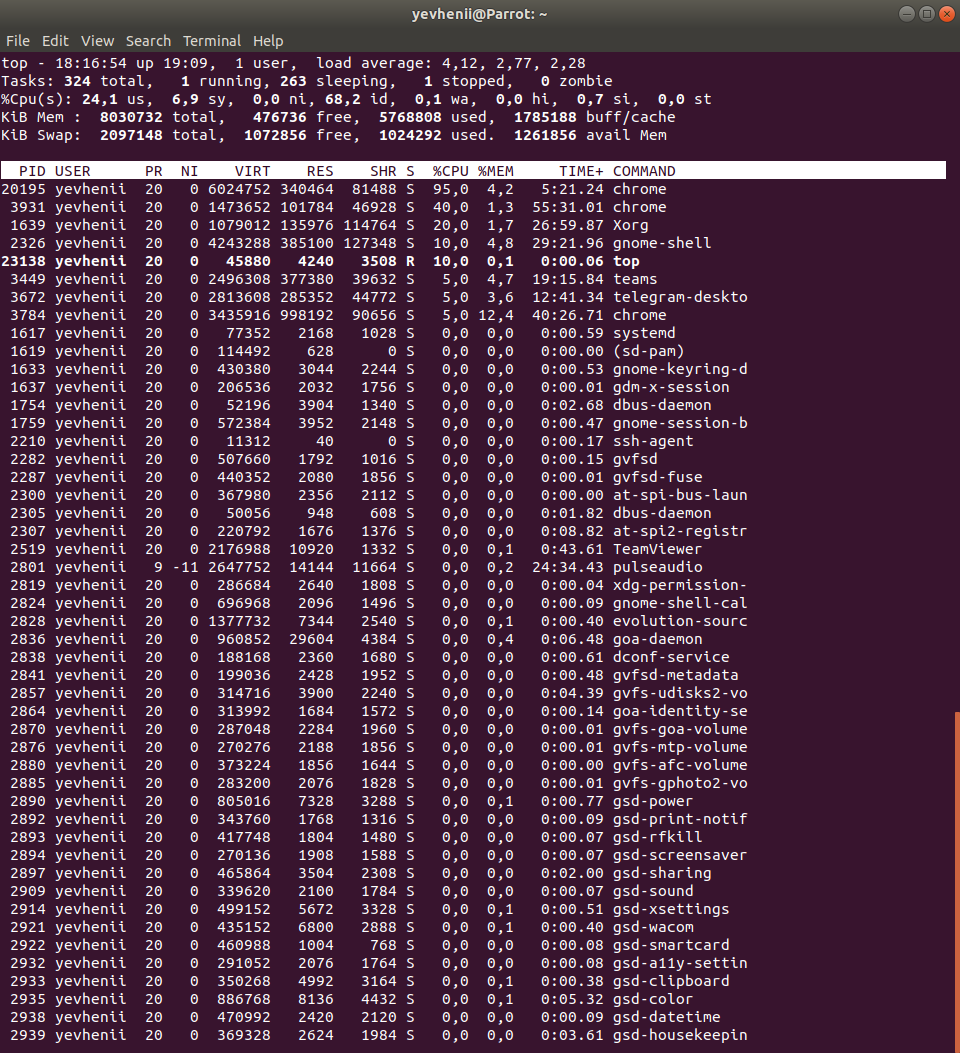 yevhenii@Parrot: ~
File Edit View Search Terminal Help
top - 18:16:54 up 19:09,  1 user,  load average: 4,12, 2,77, 2,28
Tasks: 324 total,   1 running, 263 sleeping,   1 stopped,   0 zombie
%Cpu(s): 24,1 us,  6,9 sy,  0,0 ni, 68,2 id,  0,1 wa,  0,0 hi,  0,7 si,  0,0 st
KiB Mem :  8030732 total,   476736 free,  5768808 used,  1785188 buff/cache
KiB Swap:  2097148 total,  1072856 free,  1024292 used.  1261856 avail Mem
PID USER PR NI VIRT RES SHR S %CPU %MEM TIME+ COMMAND
20195 yevhenii 20 0 6024752 340464 81488 S 95,0 4,2 5:21.24 chrome
3931 yevhenii 20 0 1473652 101784 46928 S 40,0 1,3 55:31.01 chrome
1639 yevhenii 20 0 1079012 135976 114764 S 20,0 1,7 26:59.87 Xorg
2326 yevhenii 20 0 4243288 385100 127348 S 10,0 4,8 29:21.96 gnome-shell
23138 yevhenii 20 0 45880 4240 3508 R 10,0 0,1 0:00.06 top
3449 yevhenii 20 0 2496308 377380 39632 S 5,0 4,7 19:15.84 teams
3672 yevhenii 20 0 2813608 285352 44772 S 5,0 3,6 12:41.34 telegram-deskto
3784 yevhenii 20 0 3435916 998192 90656 S 5,0 12,4 40:26.71 chrome
1617 yevhenii 20 0 77352 2168 1028 S 0,0 0,0 0:00.59 systemd
1619 yevhenii 20 0 114492 628 0 S 0,0 0,0 0:00.00 (sd-pam)
1633 yevhenii 20 0 430380 3044 2244 S 0,0 0,0 0:00.53 gnome-keyring-d
1637 yevhenii 20 0 206536 2032 1756 S 0,0 0,0 0:00.01 gdm-x-session
1754 yevhenii 20 0 52196 3904 1340 S 0,0 0,0 0:02.68 dbus-daemon
1759 yevhenii 20 0 572384 3952 2148 S 0,0 0,0 0:00.47 gnome-session-b
2210 yevhenii 20 0 11312 40 0 S 0,0 0,0 0:00.17 ssh-agent
2282 yevhenii 20 0 507660 1792 1016 S 0,0 0,0 0:00.15 gvfsd
2287 yevhenii 20 0 440352 2080 1856 S 0,0 0,0 0:00.01 gvfsd-fuse
2300 yevhenii 20 0 367980 2356 2112 S 0,0 0,0 0:00.00 at-spi-bus-laun
2305 yevhenii 20 0 50056 948 608 S 0,0 0,0 0:01.82 dbus-daemon
2307 yevhenii 20 0 220792 1676 1376 S 0,0 0,0 0:08.82 at-spi2-registr
2519 yevhenii 20 0 2176988 10920 1332 S 0,0 0,1 0:43.61 TeamViewer
2801 yevhenii 9 -11 2647752 14144 11664 S 0,0 0,2 24:34.43 pulseaudio
2819 yevhenii 20 0 286684 2640 1808 S 0,0 0,0 0:00.04 xdg-permission-
2824 yevhenii 20 0 696968 2096 1496 S 0,0 0,0 0:00.09 gnome-shell-cal
2828 yevhenii 20 0 1377732 7344 2540 S 0,0 0,1 0:00.40 evolution-sourc
2836 yevhenii 20 0 960852 29604 4384 S 0,0 0,4 0:06.48 goa-daemon
2838 yevhenii 20 0 188168 2360 1680 S 0,0 0,0 0:00.61 dconf-service
2841 yevhenii 20 0 199036 2428 1952 S 0,0 0,0 0:00.48 gvfsd-metadata
2857 yevhenii 20 0 314716 3900 2240 S 0,0 0,0 0:04.39 gvfs-udisks2-vo
2864 yevhenii 20 0 313992 1684 1572 S 0,0 0,0 0:00.14 goa-identity-se
2870 yevhenii 20 0 287048 2284 1960 S 0,0 0,0 0:00.01 gvfs-goa-volume
2876 yevhenii 20 0 270276 2188 1856 S 0,0 0,0 0:00.01 gvfs-mtp-volume
2880 yevhenii 20 0 373224 1856 1644 S 0,0 0,0 0:00.00 gvfs-afc-volume
2885 yevhenii 20 0 283200 2076 1828 S 0,0 0,0 0:00.01 gvfs-gphoto2-vo
2890 yevhenii 20 0 805016 7328 3288 S 0,0 0,1 0:00.77 gsd-power
2892 yevhenii 20 0 343760 1768 1316 S 0,0 0,0 0:00.09 gsd-print-notif
2893 yevhenii 20 0 417748 1804 1480 S 0,0 0,0 0:00.07 gsd-rfkill
2894 yevhenii 20 0 270136 1908 1588 S 0,0 0,0 0:00.07 gsd-screensaver
2897 yevhenii 20 0 465864 3504 2308 S 0,0 0,0 0:02.00 gsd-sharing
2909 yevhenii 20 0 339620 2100 1784 S 0,0 0,0 0:00.07 gsd-sound
2914 yevhenii 20 0 499152 5672 3328 S 0,0 0,1 0:00.51 gsd-xsettings
2921 yevhenii 20 0 435152 6800 2888 S 0,0 0,1 0:00.40 gsd-wacom
2922 yevhenii 20 0 460988 1004 768 S 0,0 0,0 0:00.08 gsd-smartcard
2932 yevhenii 20 0 291052 2076 1764 S 0,0 0,0 0:00.08 gsd-a11y-settin
2933 yevhenii 20 0 350268 4992 3164 S 0,0 0,1 0:00.38 gsd-clipboard
2935 yevhenii 20 0 886768 8136 4432 S 0,0 0,1 0:05.32 gsd-color
2938 yevhenii 20 0 470992 2420 2120 S 0,0 0,0 0:00.09 gsd-datetime
2939 yevhenii 20 0 369328 2624 1984 S 0,0 0,0 0:03.61 gsd-housekeepin